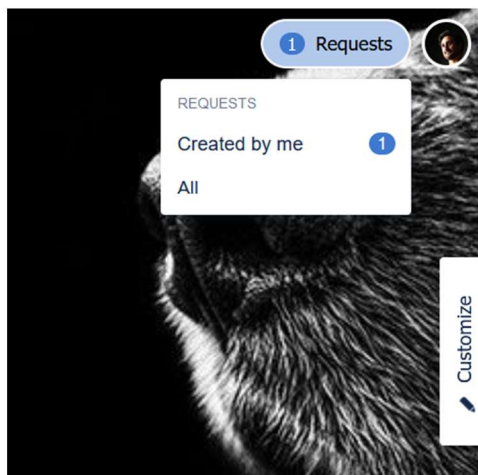 1 Requests
REQUESTS
Created by me 1
All
Customize